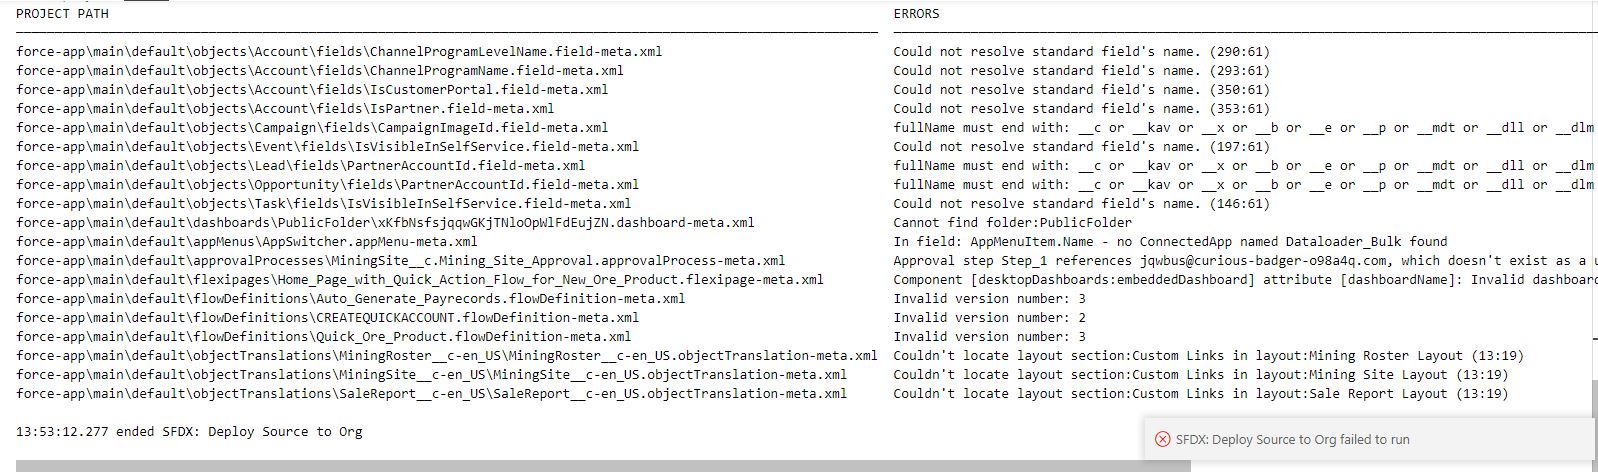 PROJECT PATH ERRORS
force-app\main\default\objects\Account\fields\ChannelProgramLevelName.field-meta.xml Could not resolve standard field's name. (290:61)
force-app\main\default\objects\Account\fields\ChannelProgramName.field-meta.xml Could not resolve standard field's name. (293:61)
force-app\main\default\objects\Account\fields\IsCustomerPortal.field-meta.xml Could not resolve standard field's name. (350:61)
force-app\main\default\objects\Account\fields\IsPartner.field-meta.xml Could not resolve standard field's name. (353:61)
force-app\main\default\objects\Campaign\fields\CampaignImageId.field-meta.xml fullName must end with: __c or __kav or __x or __b or __e or __p or __mdt or __dll or __dlm
force-app\main\default\objects\Event\fields\IsVisibleInSelfService.field-meta.xml Could not resolve standard field's name. (197:61)
force-app\main\default\objects\Lead\fields\PartnerAccountId.field-meta.xml fullName must end with: __c or __kav or __x or __b or __e or __p or __mdt or __dll or __dlm
force-app\main\default\objects\Opportunity\fields\PartnerAccountId.field-meta.xml fullName must end with: __c or __kav or __x or __b or __e or __p or __mdt or __dll or __dlm
force-app\main\default\objects\Task\fields\IsVisibleInSelfService.field-meta.xml Could not resolve standard field's name. (146:61)
force-app\main\default\dashboards\PublicFolder\xKfbNsfsjqqwGKjTNloOpWlFdEujZN.dashboard-meta.xml Cannot find folder:PublicFolder
force-app\main\default\appMenus\AppSwitcher.appMenu-meta.xml In field: AppMenuItem.Name - no ConnectedApp named Dataloader_Bulk found
force-app\main\default\approvalProcesses\MiningSite__c.Mining_Site_Approval.approvalProcess-meta.xml Approval step Step_1 references jqwbus@curious-badger-o98a4q.com, which doesn't exist as a
force-app\main\default\flexipages\Home_Page_with_Quick_Action_Flow_for_New_Ore_Product.flexipage-meta.xml Component [desktopDashboards:embeddedDashboard] attribute [dashboardName]: Invalid dashboar
force-app\main\default\flowDefinitions\Auto_Generate_Payrecords.flowDefinition-meta.xml Invalid version number: 3
force-app\main\default\flowDefinitions\CREATEQUICKACCOUNT.flowDefinition-meta.xml Invalid version number: 2
force-app\main\default\flowDefinitions\Quick_Ore_Product.flowDefinition-meta.xml Invalid version number: 3
force-app\main\default\objectTranslations\MiningRoster__c-en_US\MiningRoster__c-en_US.objectTranslation-meta.xml Couldn't locate layout section:Custom Links in layout:Mining Roster Layout (13:19)
force-app\main\default\objectTranslations\MiningSite__c-en_US\MiningSite__c-en_US.objectTranslation-meta.xml Couldn't locate layout section:Custom Links in layout:Mining Site Layout (13:19)
force-app\main\default\objectTranslations\SaleReport__c-en_US\SaleReport__c-en_US.objectTranslation-meta.xml Couldn't locate layout section:Custom Links in layout:Sale Report Layout (13:19)
13:53:12.277 ended SFDX: Deploy Source to Org
SFDX: Deploy Source to Org failed to run